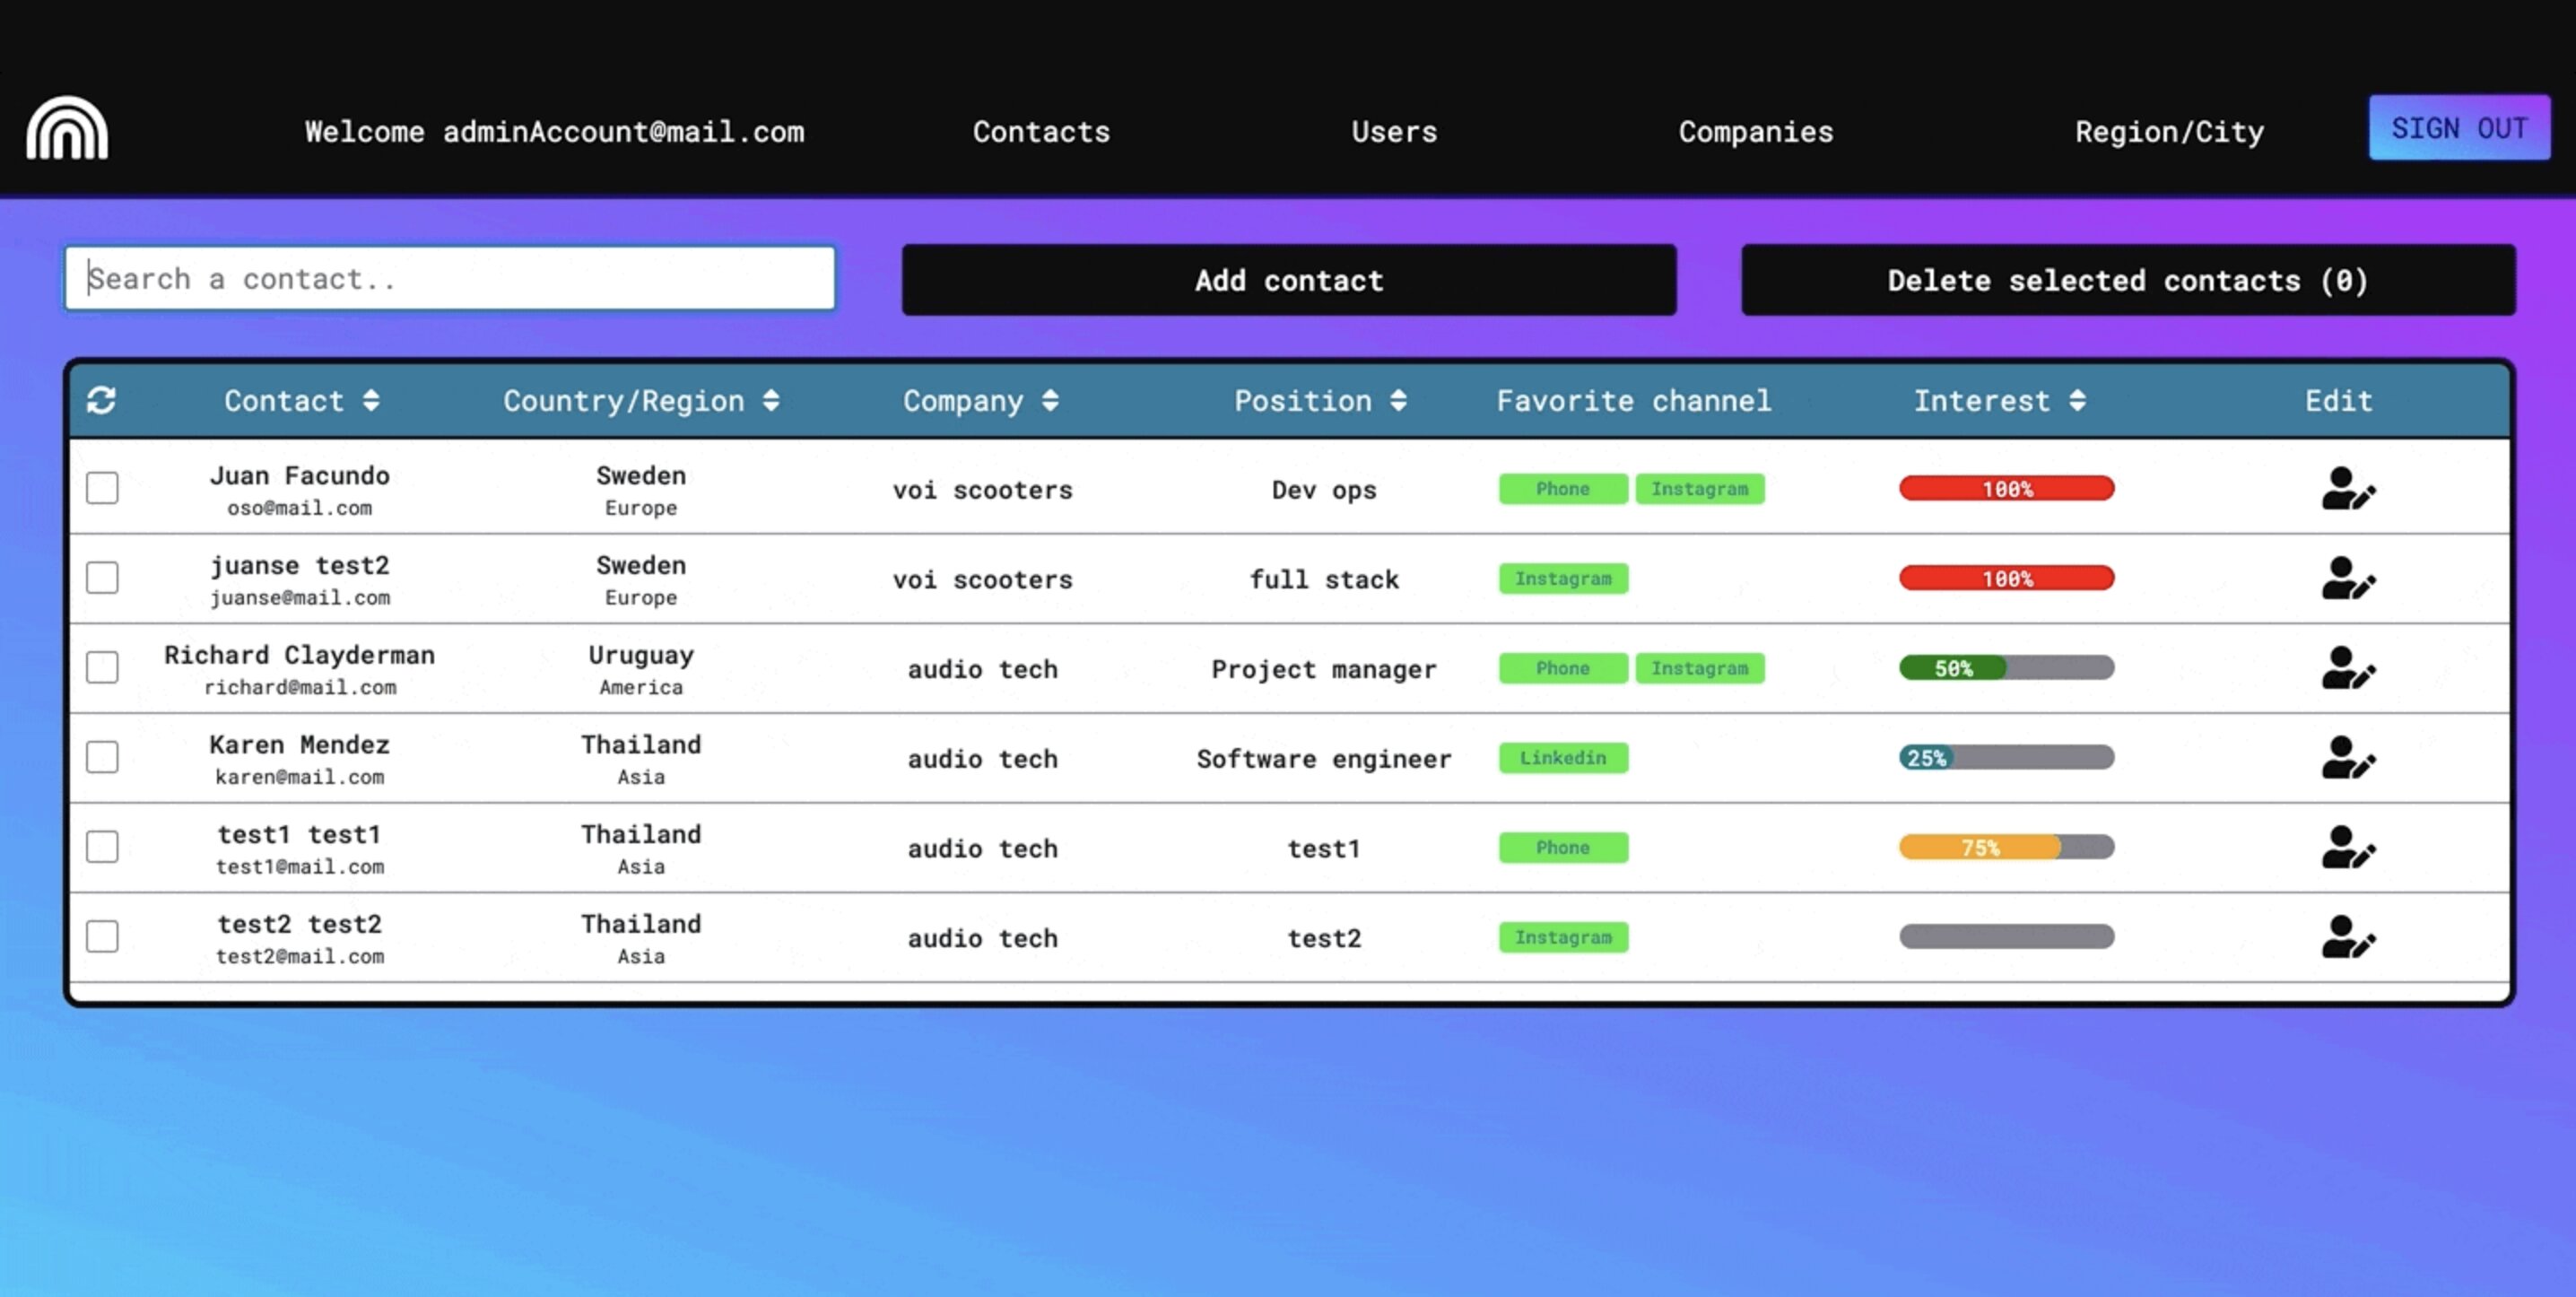 Welcome adminAccount@mail.com Contacts Users Companies Region/City SIGN OUT
Search a contact.. Add contact Delete selected contacts (0)
Contact Country/Region Company Position Favorite channel Interest Edit
Juan Facundo Sweden voi scooters Dev ops Phone Instagram 100%
oso@mail.com Europe
juanse test2 Sweden voi scooters full stack Instagram 100%
juanse@mail.com Europe
Richard Clayderman Uruguay audio tech Project manager Phone Instagram 50%
richard@mail.com America
Karen Mendez Thailand audio tech Software engineer Linkedin 25%
karen@mail.com Asia
test1 test1 Thailand audio tech test1 Phone 75%
test1@mail.com Asia
test2 test2 Thailand audio tech test2 Instagram
test2@mail.com Asia